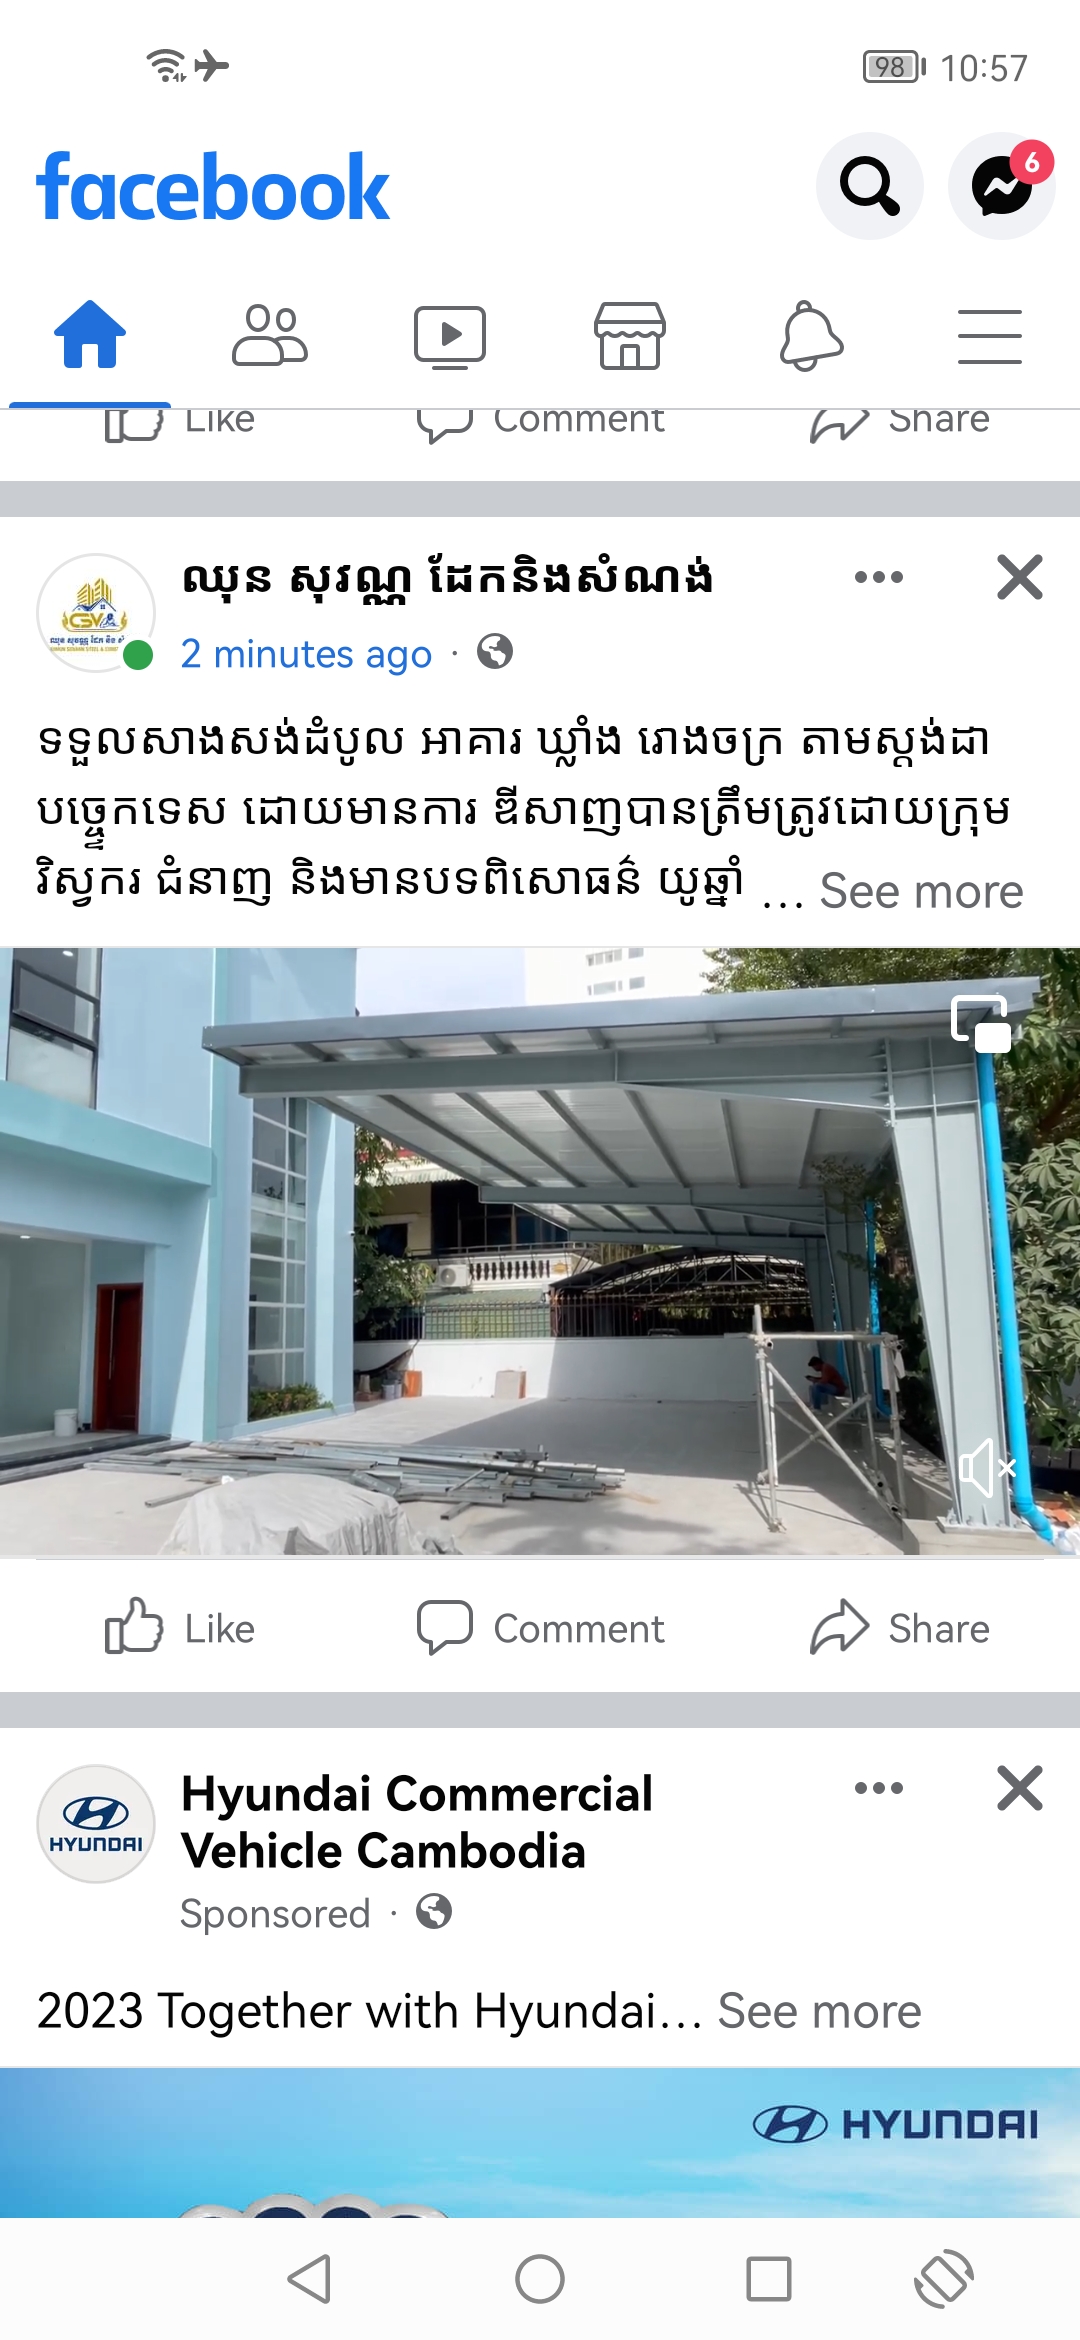 98 10:57
facebook
6
Like Comment Share
ឈុន សុវណ្ណ ដែកនិងសំណង់
2 minutes ago ·
ទទួលសាងសង់ដំបូល អាគារ ឃ្លាំង រោងចក្រ តាមស្តង់ដា
បច្ចេកទេស ដោយមានការ ឌីសាញបានត្រឹមត្រូវដោយក្រុម
វិស្វករ ជំនាញ និងមានបទពិសោធន៍ យូឆ្នាំ ... See more
Like Comment Share
HYUNDAI
Hyundai Commercial
Vehicle Cambodia
Sponsored ·
2023 Together with Hyundai... See more
HYUNDAI